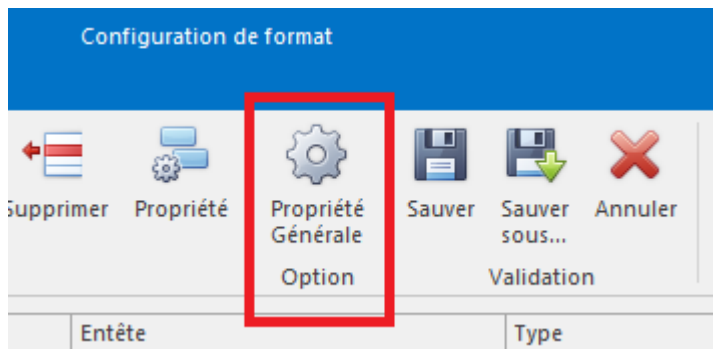 Configuration de format
Supprimer Propriété Propriété Générale Sauver Sauver sous... Annuler
Option Validation
Entête Type